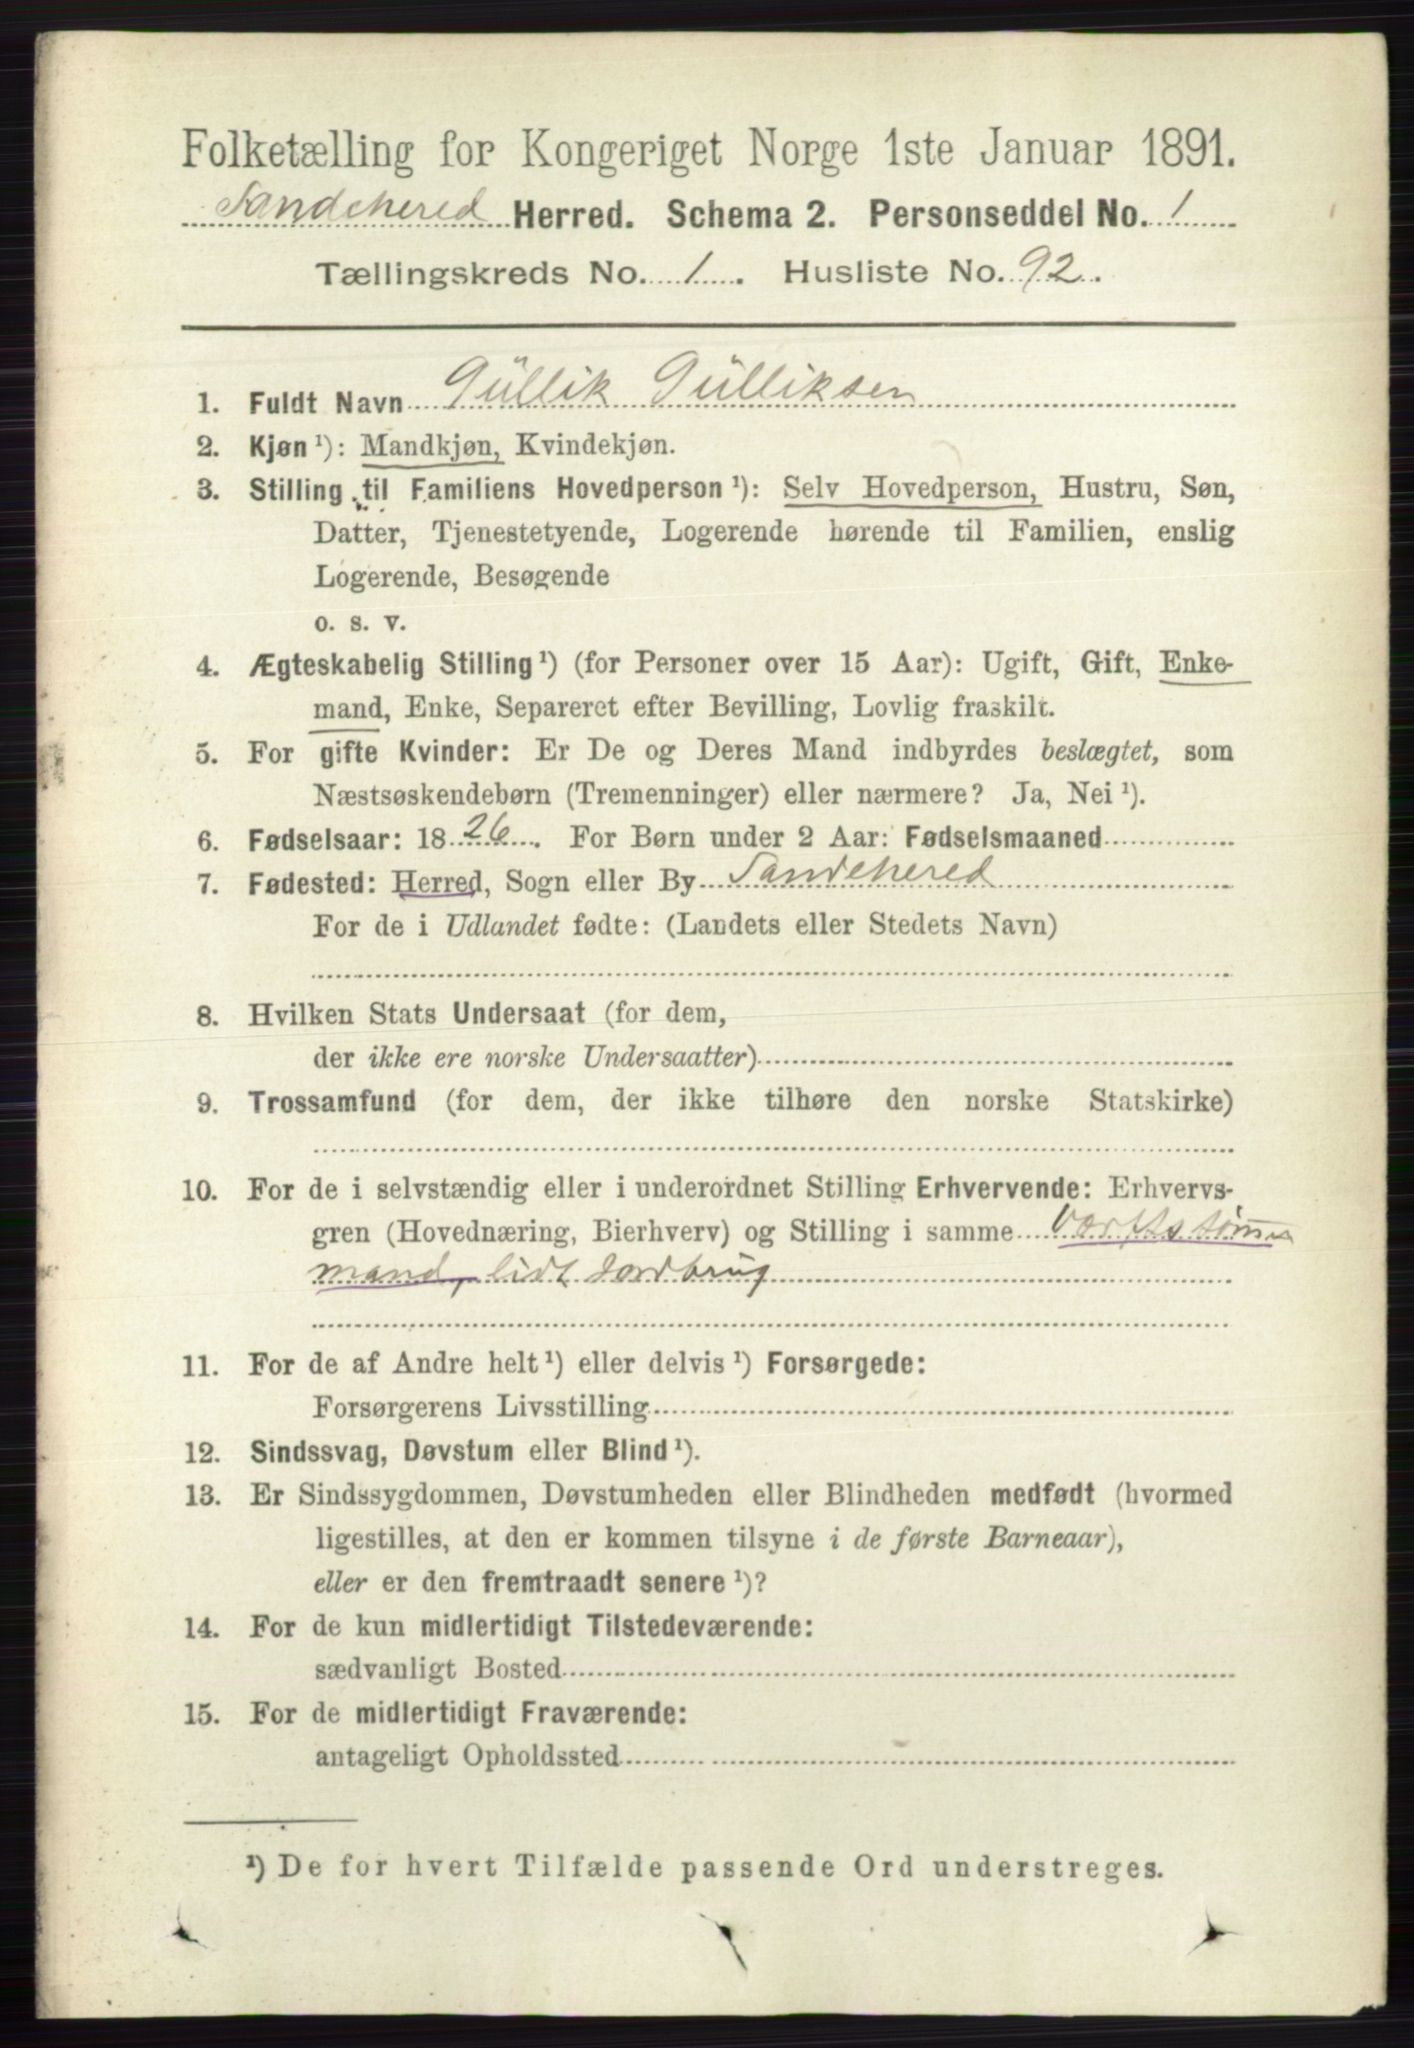 Folketælling for Kongeriget Norge 1ste Januar 1891.
Sandehered Herred. Schema 2. Personseddel No. 1
Tællingskreds No. 1. Husliste No. 92.
1. Fuldt Navn Gullik Gulliksen
2. Kjøn ¹): Mandkjøn, Kvindekjøn.
3. Stilling til Familiens Hovedperson ¹): Selv Hovedperson, Hustru, Søn,
Datter, Tjenestetyende, Logerende hørende til Familien, enslig
Logerende, Besøgende
o. s. v.
4. Ægteskabelig Stilling ¹) (for Personer over 15 Aar): Ugift, Gift, Enke-
mand, Enke, Separeret efter Bevilling, Lovlig fraskilt.
5. For gifte Kvinder: Er De og Deres Mand indbyrdes beslægtet, som
Næstsøskendebørn (Tremenninger) eller nærmere? Ja, Nei ¹).
6. Fødselsaar: 1826. For Børn under 2 Aar: Fødselsmaaned
7. Fødested: Herred, Sogn eller By Sandehered
For de i Udlandet fødte: (Landets eller Stedets Navn)
8. Hvilken Stats Undersaat (for dem,
der ikke ere norske Undersaatter)
9. Trossamfund (for dem, der ikke tilhøre den norske Statskirke)
10. For de i selvstændig eller i underordnet Stilling Erhvervende: Erhvervs-
gren (Hovednæring, Bierhverv) og Stilling i samme Værftstømmer
mand, lidt Jordbrug
11. For de af Andre helt ¹) eller delvis ¹) Forsørgede:
Forsørgerens Livsstilling
12. Sindssvag, Døvstum eller Blind ¹).
13. Er Sindssygdommen, Døvstumheden eller Blindheden medfødt (hvormed
ligestilles, at den er kommen tilsyne i de første Barneaar),
eller er den fremtraadt senere ¹)?
14. For de kun midlertidigt Tilstedeværende:
sædvanligt Bosted
15. For de midlertidigt Fraværende:
antageligt Opholdssted
¹) De for hvert Tilfælde passende Ord understreges.